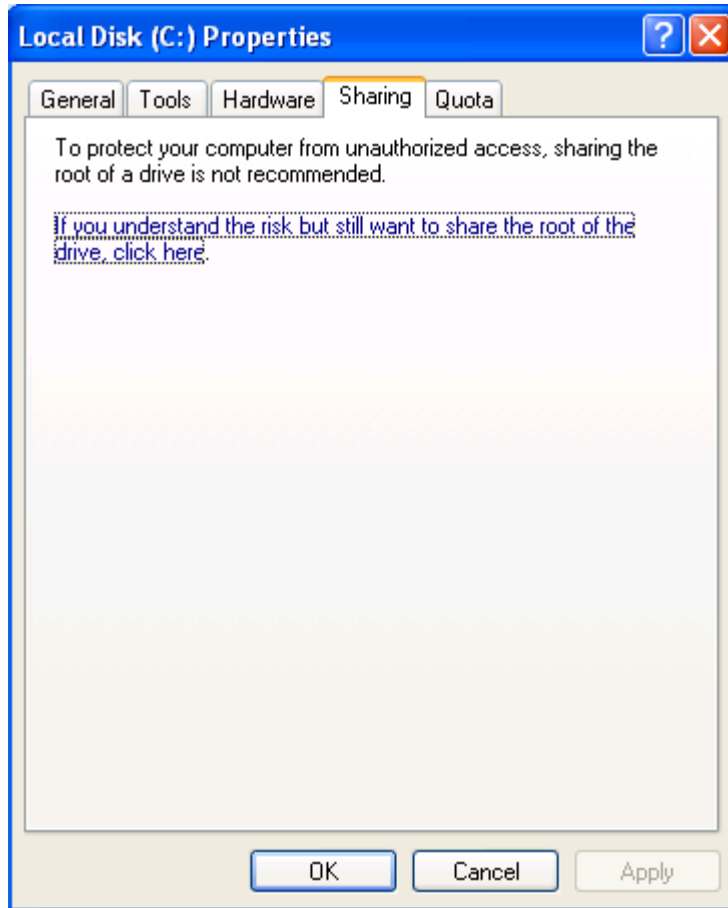 Local Disk (C:) Properties
General Tools Hardware Sharing Quota
To protect your computer from unauthorized access, sharing the
root of a drive is not recommended.
If you understand the risk but still want to share the root of the
drive, click here.
OK Cancel Apply